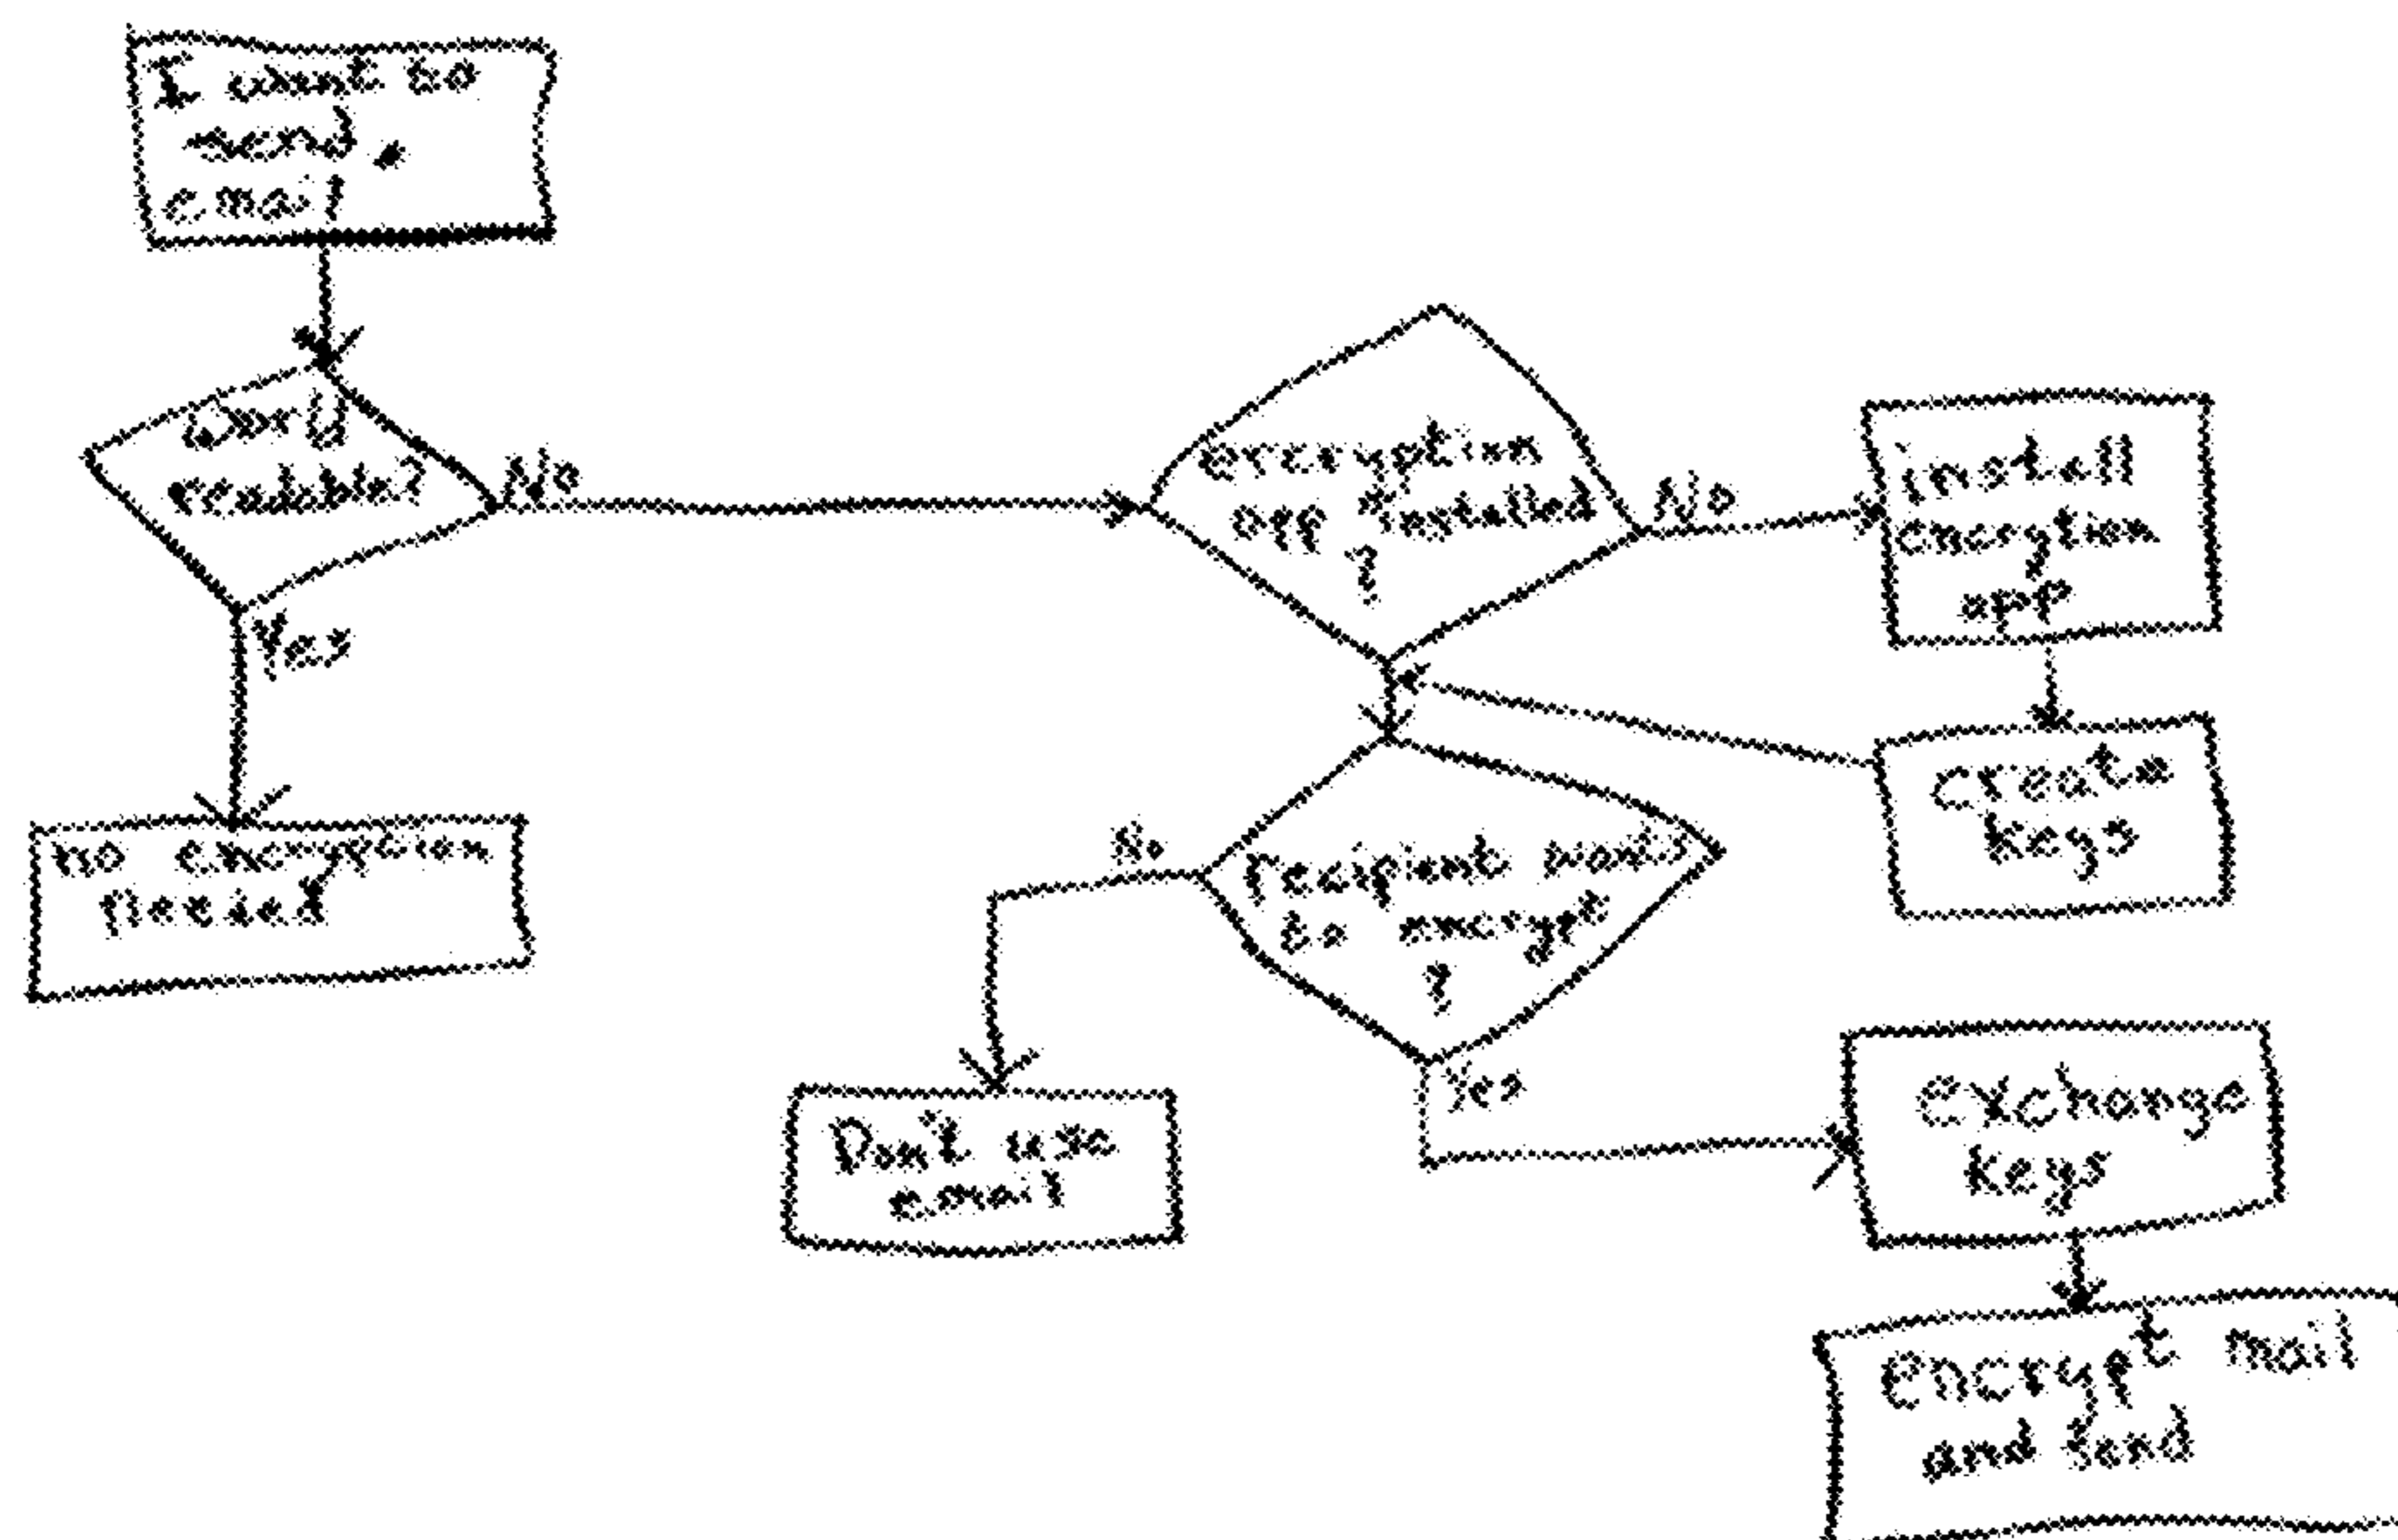 I want to
send
email
World
readable?
No
Yes
no encryption
needed
encryption
app installed
?
No
install
encryption
app
Create
keys
recipient wants
to encrypt
?
No
Don't use
email
Yes
exchange
keys
encrypt mail
and send